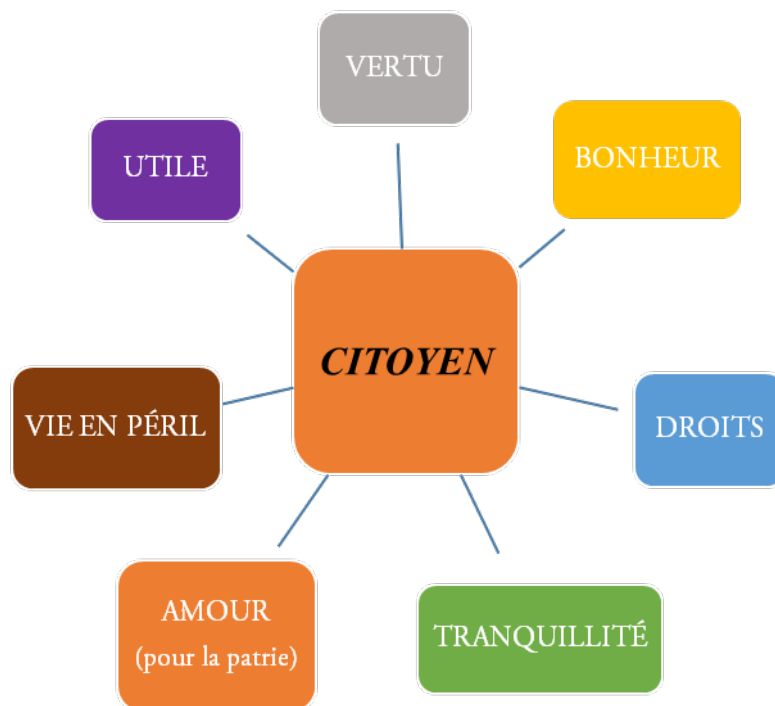 VERTU
UTILE
BONHEUR
CITOYEN
VIE EN PÉRIL
DROITS
AMOUR
(pour la patrie)
TRANQUILLITÉ